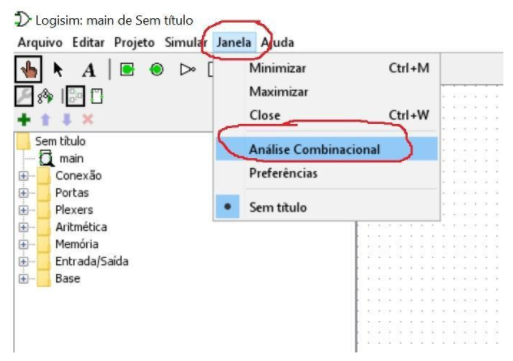 Logisim: main de Sem título
Arquivo Editar Projeto Simular Janela Ajuda
A
Minimizar Ctrl+M
Maximizar
Close Ctrl+W
Análise Combinacional
Preferências
Sem título
Sem título
main
Conexão
Portas
Plexers
Aritmética
Memória
Entrada/Saída
Base